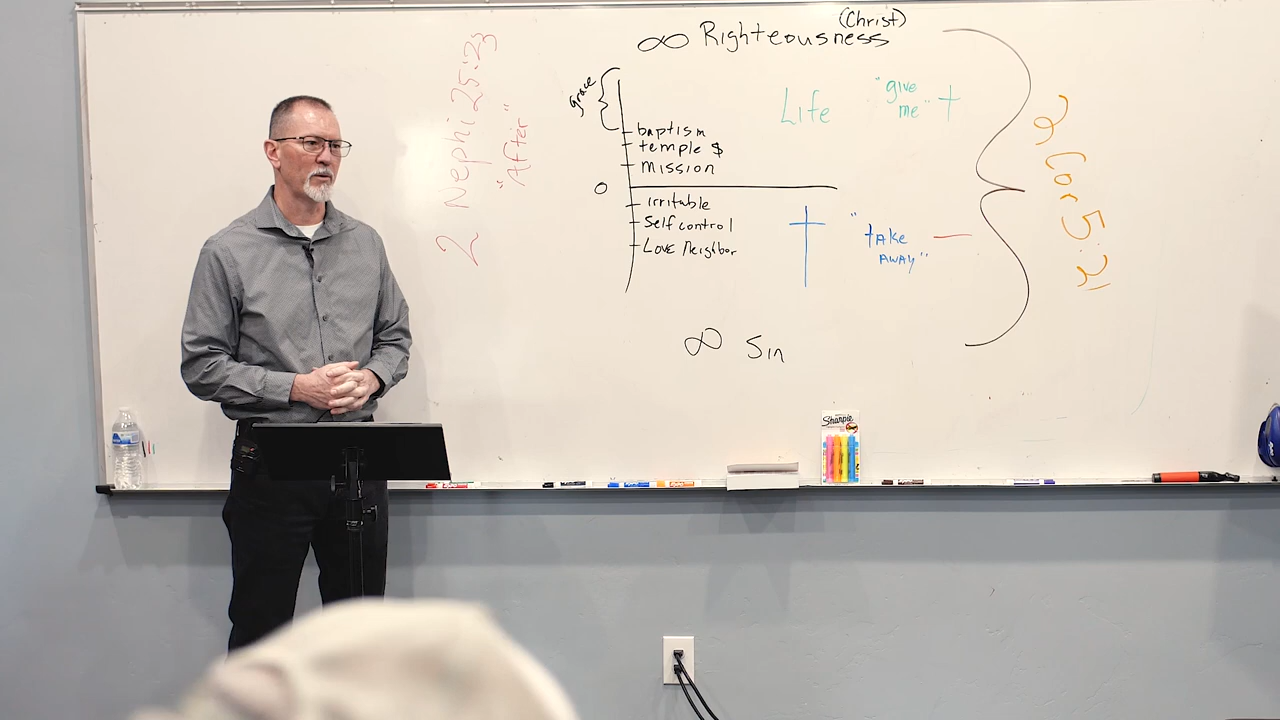 (Christ)
∞ Righteousness
2 Nephi 25:23
"After"
Grace
baptism
temple $
mission
0
irritable
Self control
Love Neighbor
Life
"give
me" +
"tAke
AWAY" —
∞ Sin
2 Cor 5:21
Sharpie